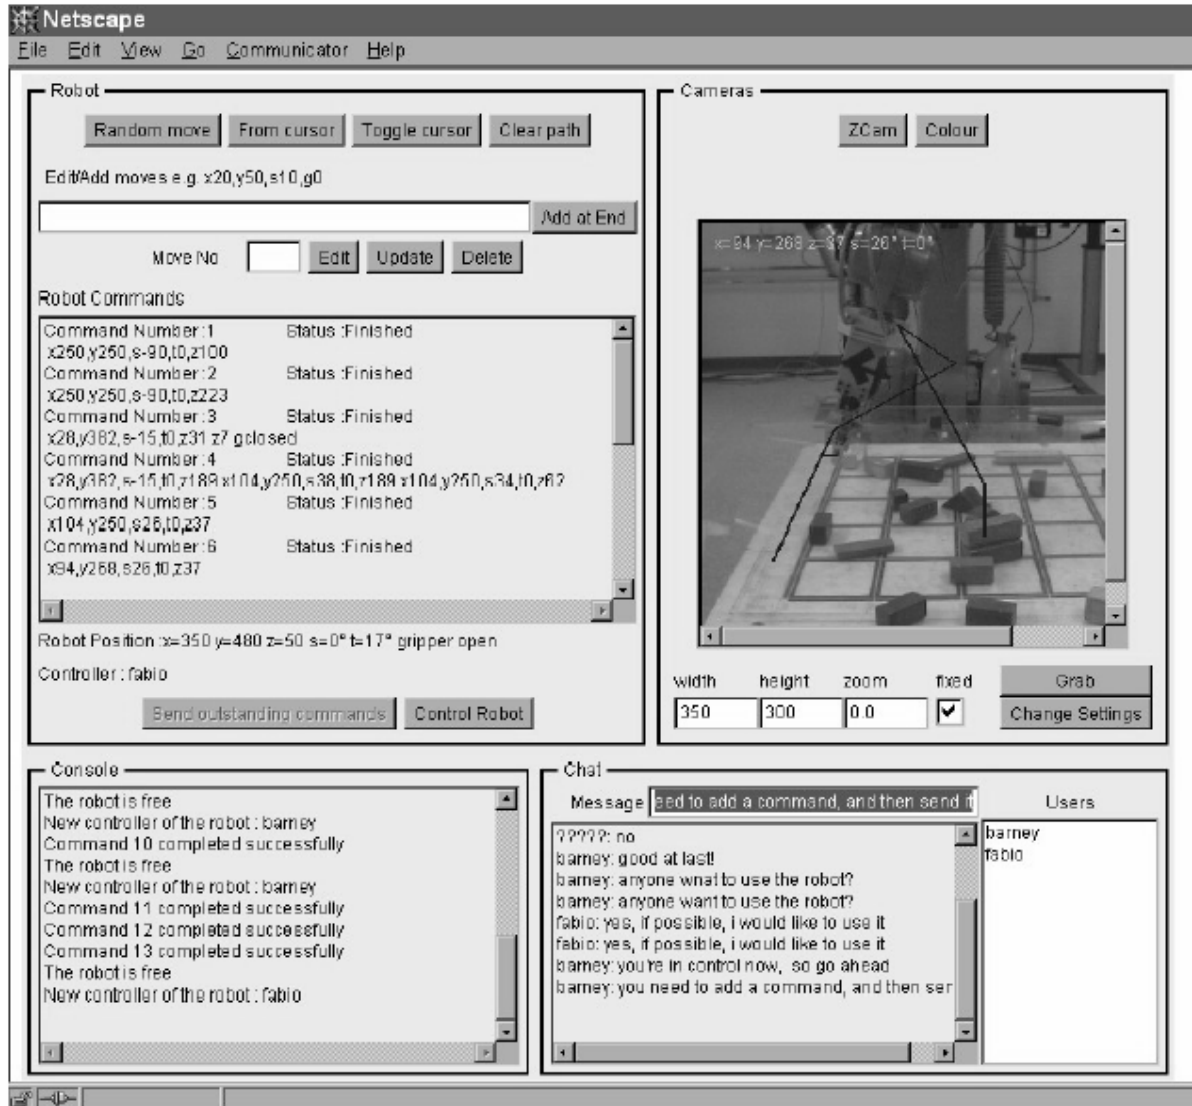 Netscape
File Edit View Go Communicator Help
Robot
Random move From cursor Toggle cursor Clear path
Edit/Add moves e.g. x20,y50,s10,g0
Add at End
Move No Edit Update Delete
Robot Commands
Command Number :1 Status :Finished
x250,y250,s-90,t0,z100
Command Number :2 Status :Finished
x250,y250,s-90,t0,z223
Command Number :3 Status :Finished
x28,y382,s-15,t0,z31 z7 gclosed
Command Number :4 Status :Finished
x28,y382,s-15,t0,z189 x104,y250,s38,t0,z189 x104,y250,s34,t0,z62
Command Number :5 Status :Finished
x104,y250,s26,t0,z37
Command Number :6 Status :Finished
x94,y268,s26,t0,z37
Robot Position :x=350 y=480 z=50 s=0° t=17° gripper open
Controller : fabio
Send outstanding commands Control Robot
Cameras
ZCam Colour
x=94 y=268 z=37 s=26° t=0°
width height zoom fixed Grab
350 300 0.0 Change Settings
Console
The robot is free
New controller of the robot : barney
Command 10 completed successfully
The robot is free
New controller of the robot : barney
Command 11 completed successfully
Command 12 completed successfully
Command 13 completed successfully
The robot is free
New controller of the robot : fabio
Chat
Message eed to add a command, and then send it Users
?????: no
barney: good at last!
barney: anyone wnat to use the robot?
barney: anyone want to use the robot?
fabio: yes, if possible, i would like to use it
fabio: yes, if possible, i would like to use it
barney: you're in control now, so go ahead
barney: you need to add a command, and then ser
barney
fabio